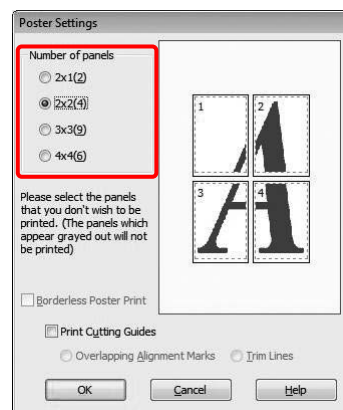 Poster Settings
Number of panels
2x1(2)
2x2(4)
3x3(9)
4x4(6)
1
2
3
4
Please select the panels
that you don't wish to be
printed. (The panels which
appear grayed out will not
be printed)
Borderless Poster Print
Print Cutting Guides
Overlapping Alignment Marks
Trim Lines
OK
Cancel
Help